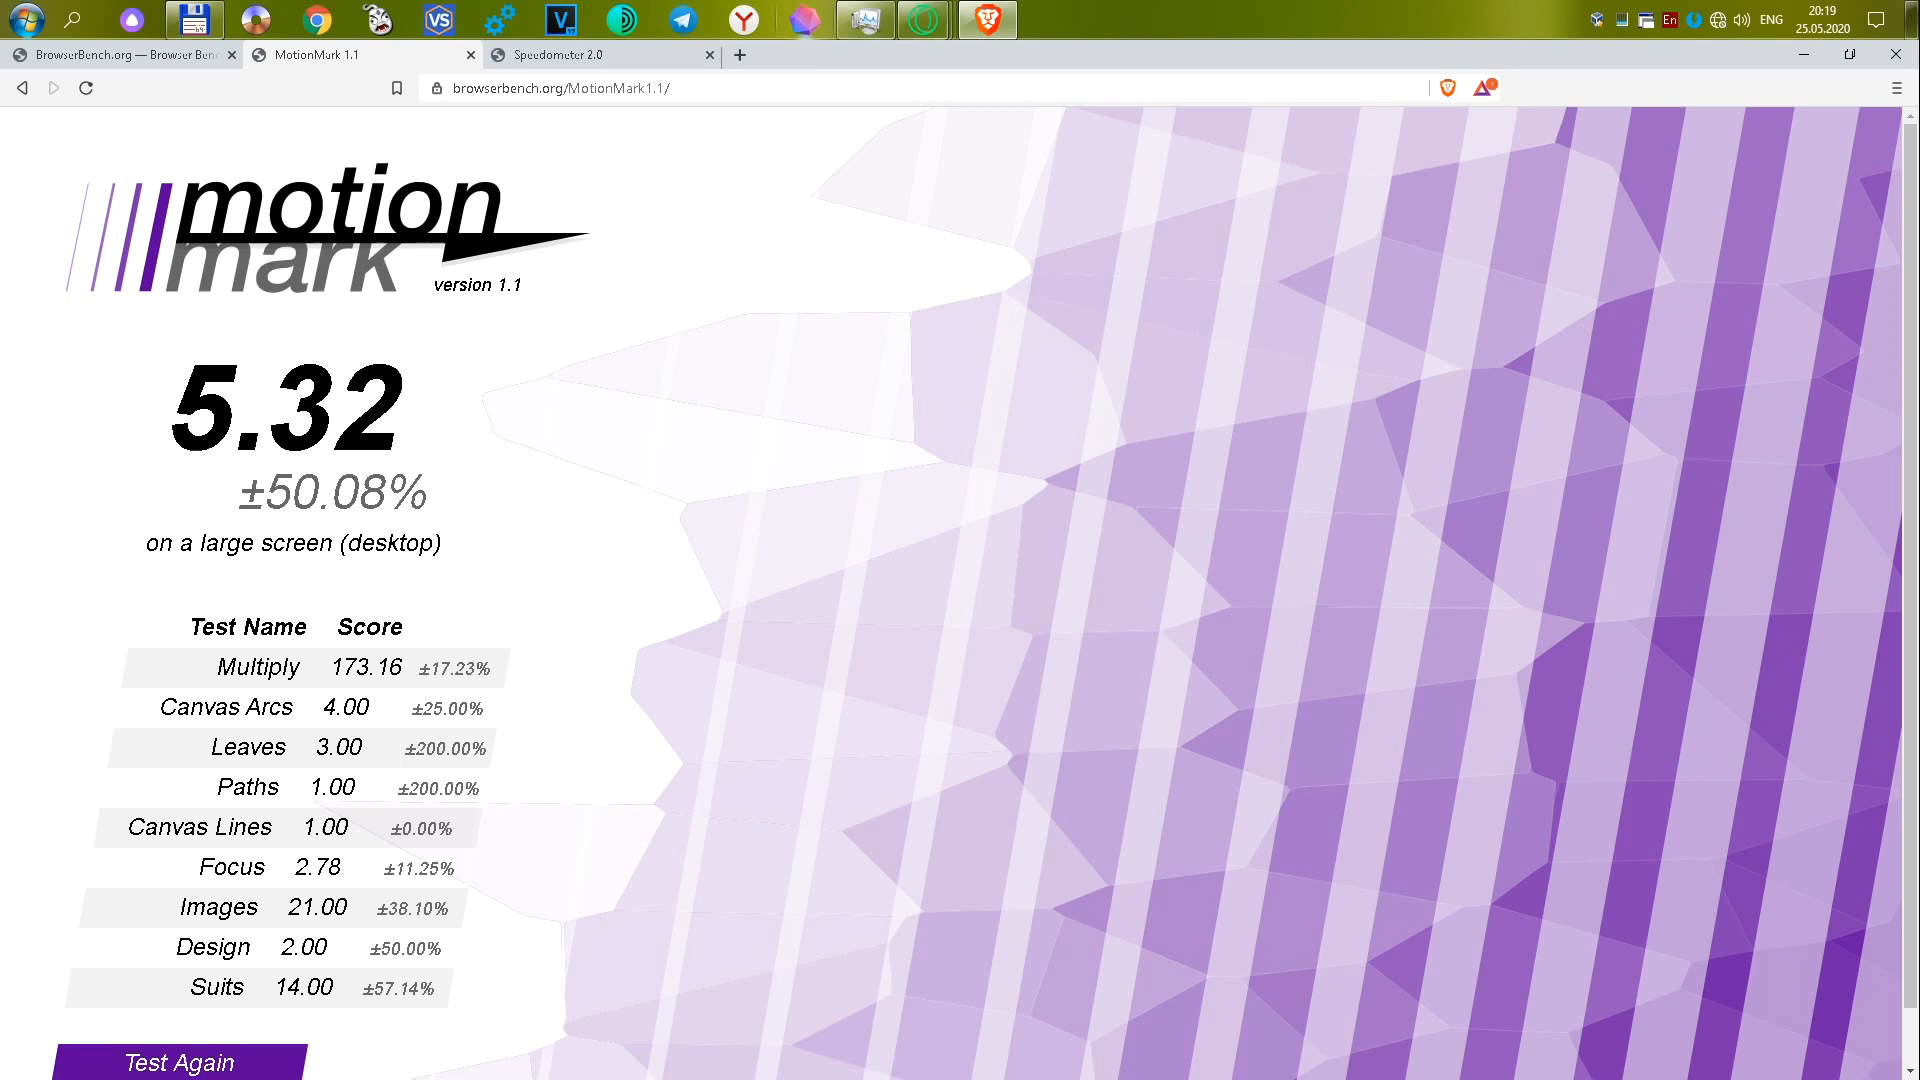 64
VS
V
17
Y
En
ENG
20:19
25.05.2020
BrowserBench.org — Browser Ben
MotionMark 1.1
Speedometer 2.0
browserbench.org/MotionMark1.1/
motion
mark
version 1.1
5.32
±50.08%
on a large screen (desktop)
Test Name Score
Multiply 173.16 ±17.23%
Canvas Arcs 4.00 ±25.00%
Leaves 3.00 ±200.00%
Paths 1.00 ±200.00%
Canvas Lines 1.00 ±0.00%
Focus 2.78 ±11.25%
Images 21.00 ±38.10%
Design 2.00 ±50.00%
Suits 14.00 ±57.14%
Test Again